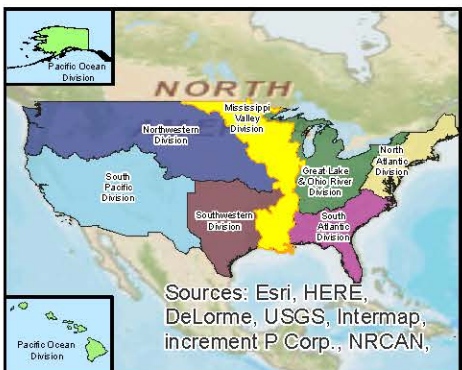 Pacific Ocean
Division
NORTH
Mississippi
Valley
Division
Northwestern
Division
North
Atlantic
Division
Great Lake
& Ohio River
Division
South
Pacific
Division
Southwestern
Division
South
Atlantic
Division
Sources: Esri, HERE,
DeLorme, USGS, Intermap,
increment P Corp., NRCAN,
Pacific Ocean
Division